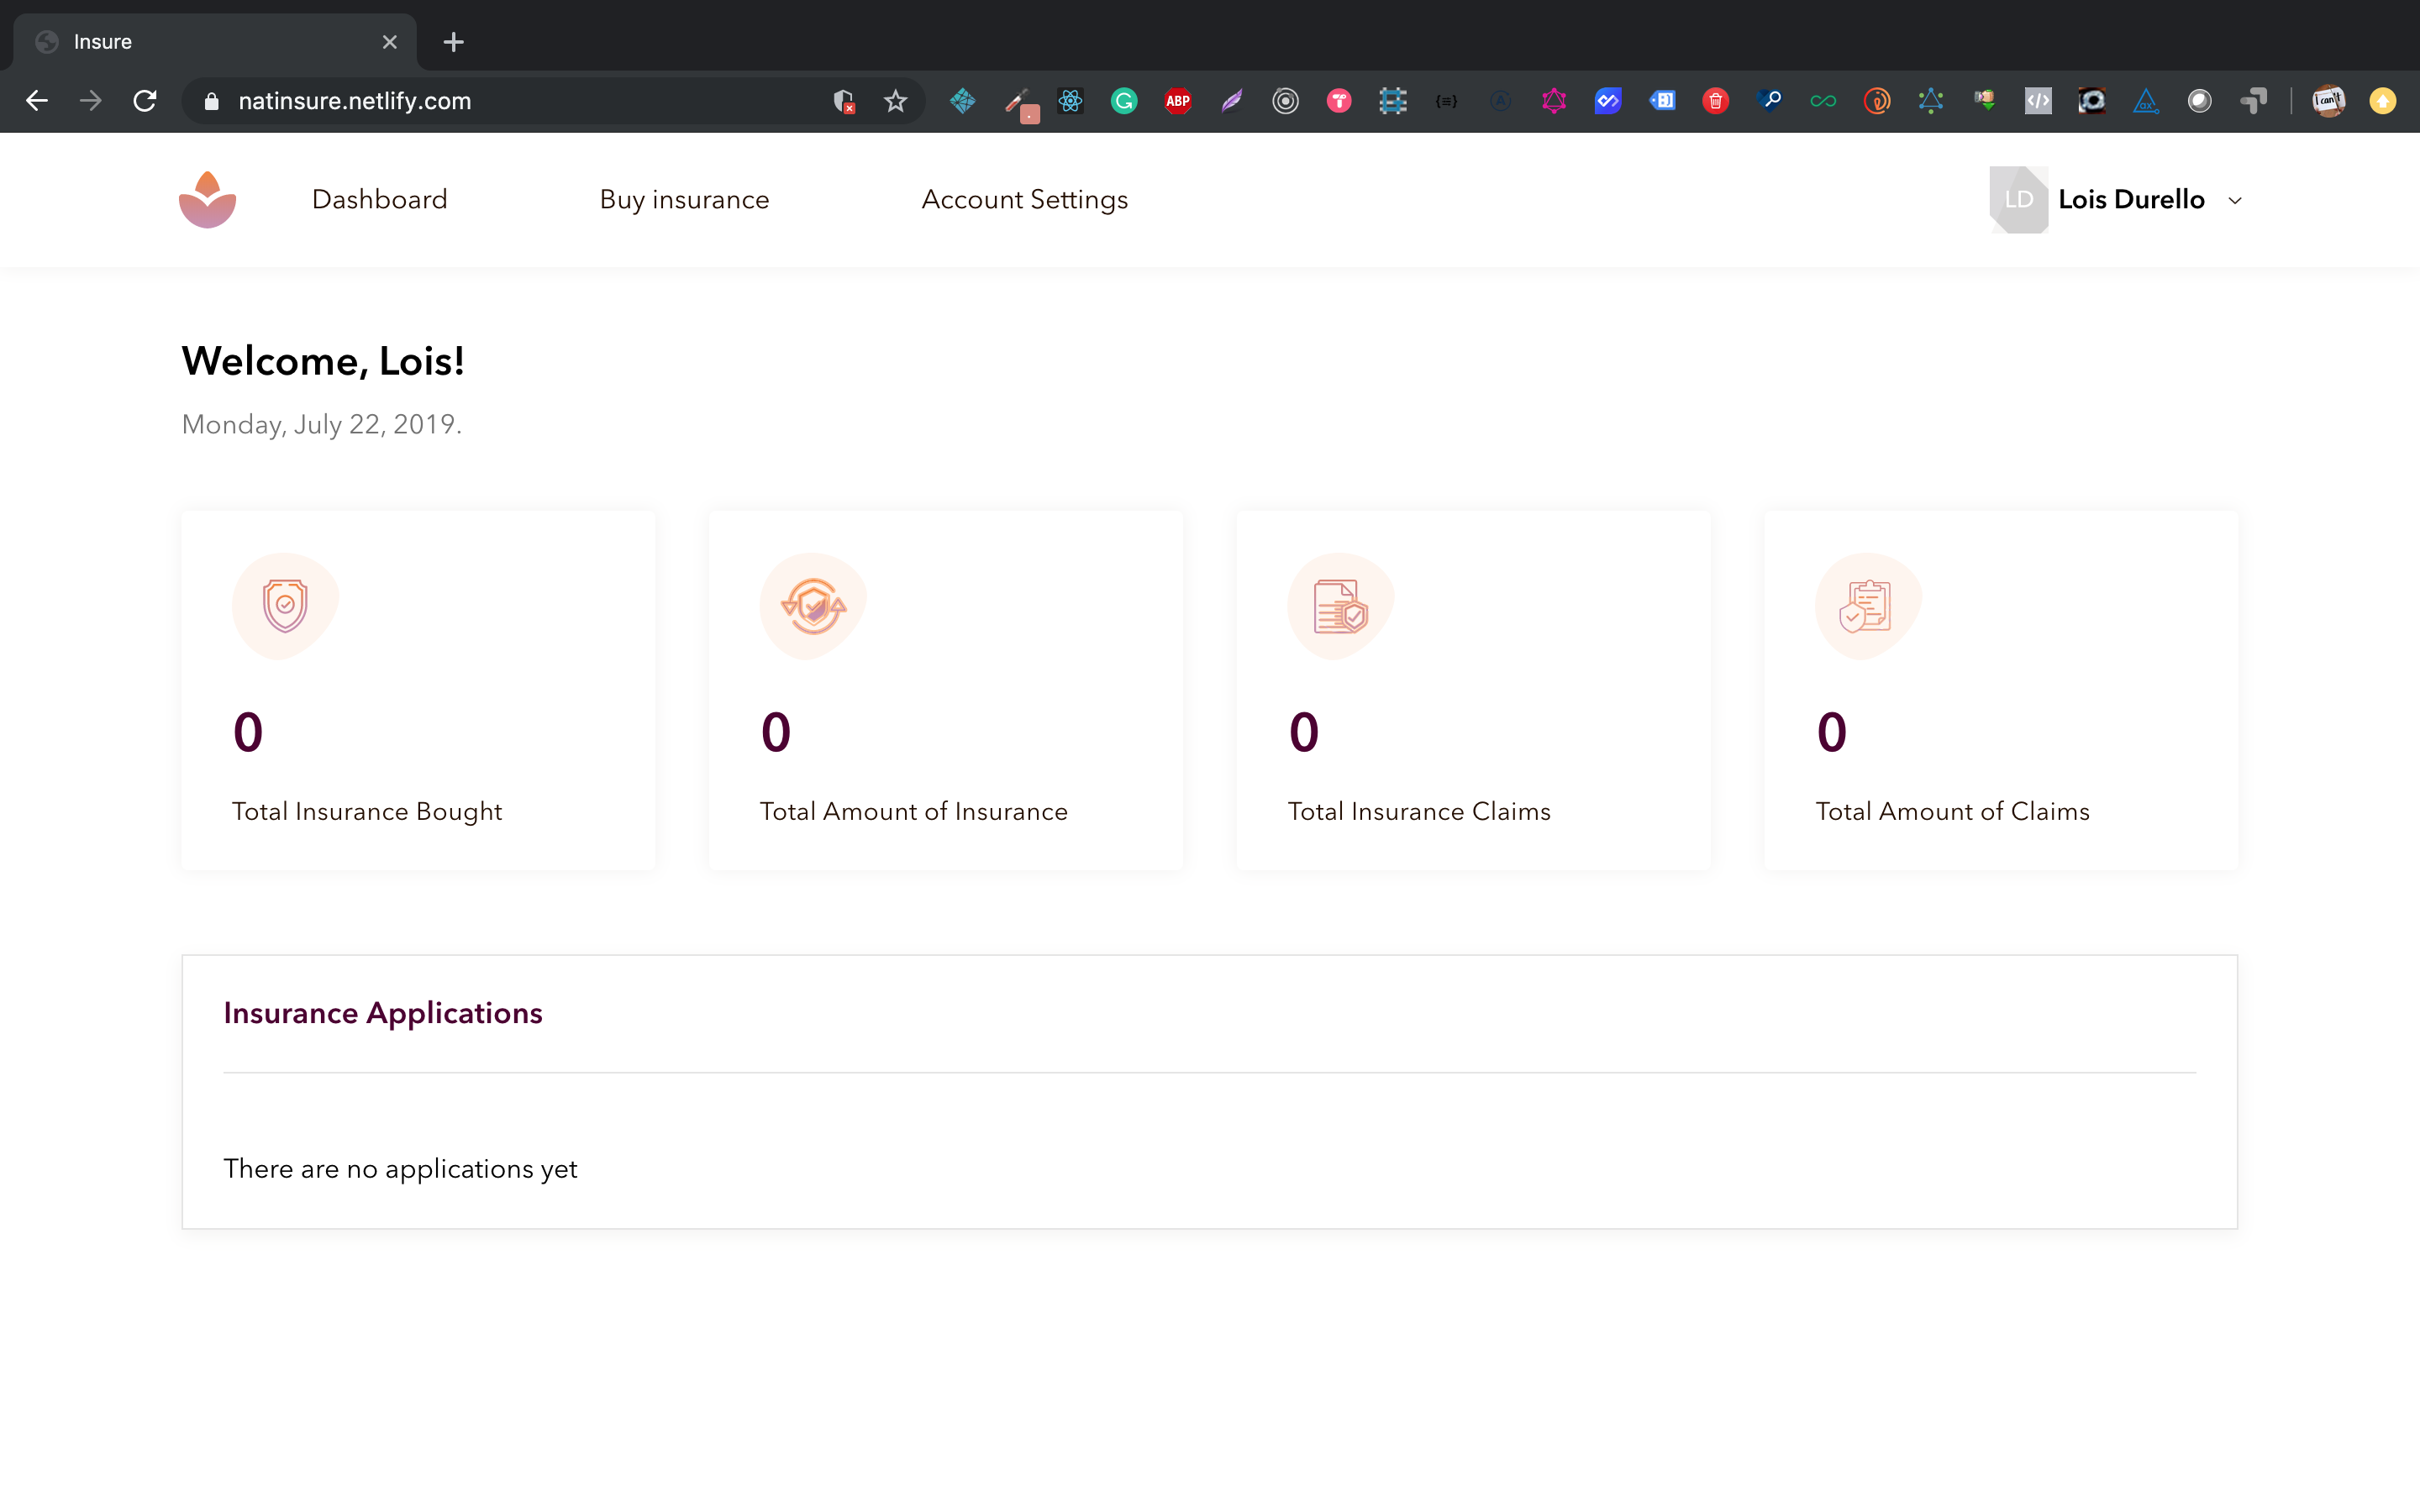 Insure
natinsure.netlify.com
ABP
Dashboard
Buy insurance
Account Settings
LD
Lois Durello
Welcome, Lois!
Monday, July 22, 2019.
0
Total Insurance Bought
0
Total Amount of Insurance
0
Total Insurance Claims
0
Total Amount of Claims
Insurance Applications
There are no applications yet